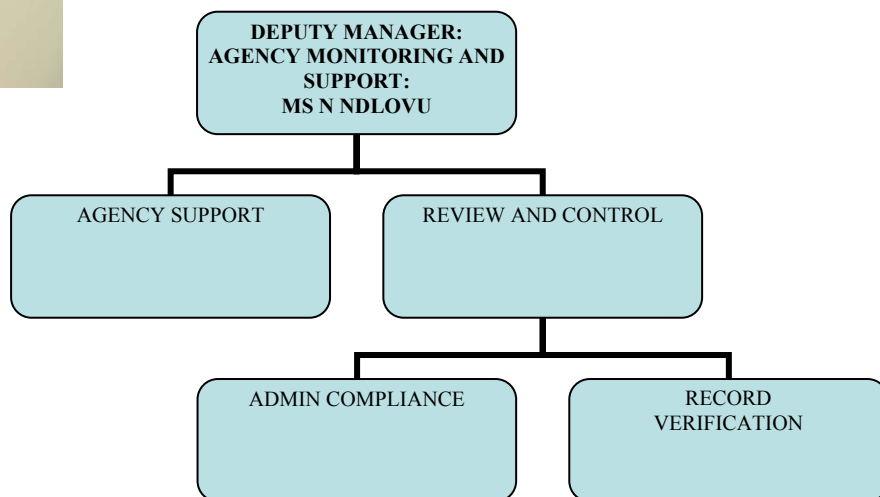 DEPUTY MANAGER:
AGENCY MONITORING AND
SUPPORT:
MS N NDLOVU
AGENCY SUPPORT
REVIEW AND CONTROL
ADMIN COMPLIANCE
RECORD
VERIFICATION